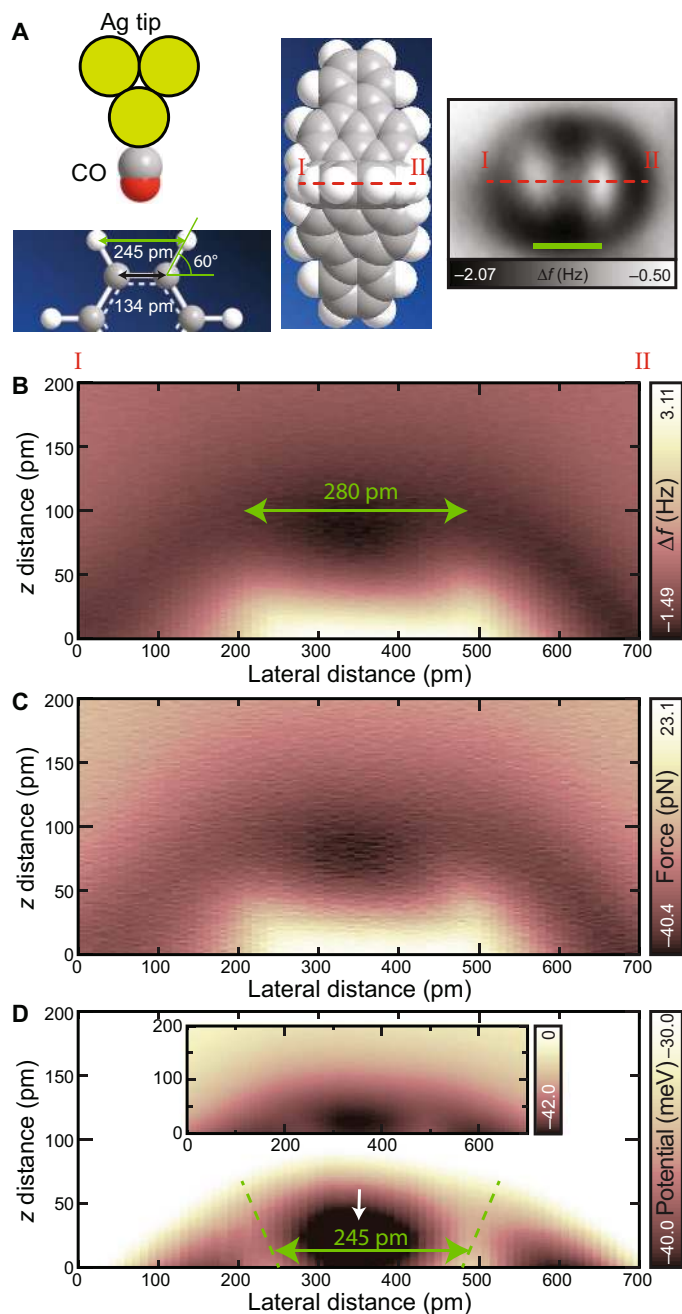 A
Ag tip
CO
245 pm
60°
134 pm
I
II
I
II
−2.07 Δf (Hz) −0.50
I
II
B
200
150
100
50
0
z distance (pm)
280 pm
0 100 200 300 400 500 600 700
Lateral distance (pm)
−1.49 Δf (Hz) 3.11
C
200
150
100
50
0
z distance (pm)
0 100 200 300 400 500 600 700
Lateral distance (pm)
−40.4 Force (pN) 23.1
D
200
150
100
50
0
z distance (pm)
200
100
0
0 200 400 600
−42.0 0
245 pm
0 100 200 300 400 500 600 700
Lateral distance (pm)
−40.0 Potential (meV) −30.0